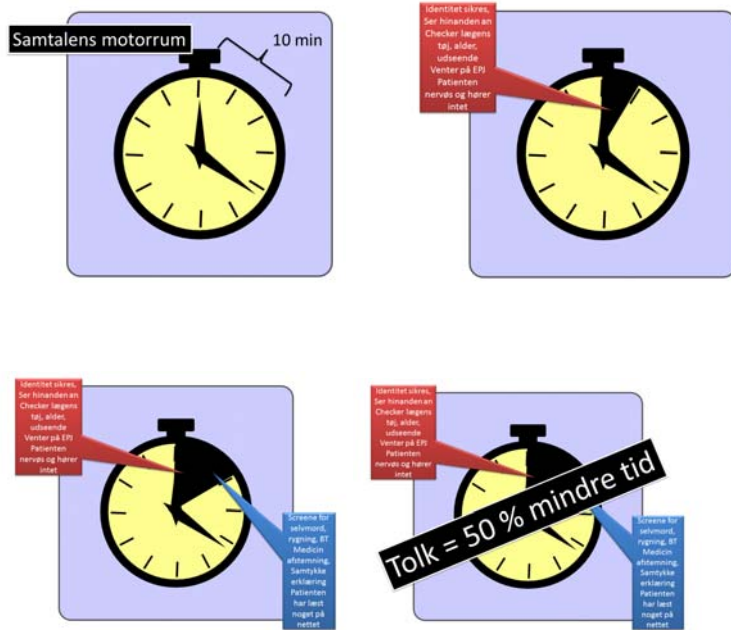 Samtalens motorrum
10 min
Identitet sikres,
Ser hinanden an
Checker lægens
tøj, alder,
udseende
Venter på EPJ
Patienten
nervøs og hører
intet
Identitet sikres,
Ser hinanden an
Checker lægens
tøj, alder,
udseende
Venter på EPJ
Patienten
nervøs og hører
intet
Screene for
selvmord,
rygning, BT
Medicin
afstemning,
Samtykke
erklæring
Patienten
har læst
noget på
nettet
Identitet sikres,
Ser hinanden an
Checker lægens
tøj, alder,
udseende
Venter på EPJ
Patienten
nervøs og hører
intet
Tolk = 50 % mindre tid
Screene for
selvmord,
rygning, BT
Medicin
afstemning,
Samtykke
erklæring
Patienten
har læst
noget på
nettet